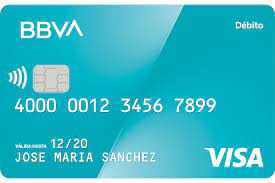 BBVA
Débito
4000 0012 3456 7899
VÁLIDA HASTA 12/20
JOSE MARIA SANCHEZ
VISA